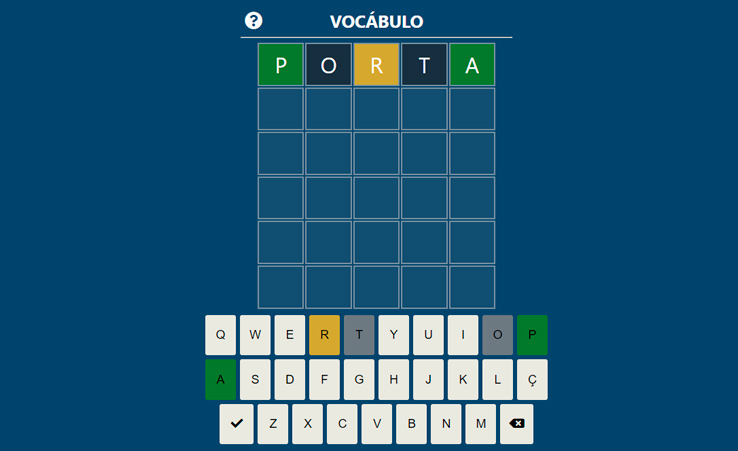 ? VOCÁBULO
P O R T A
Q W E R T Y U I O P
A S D F G H J K L Ç
Z X C V B N M